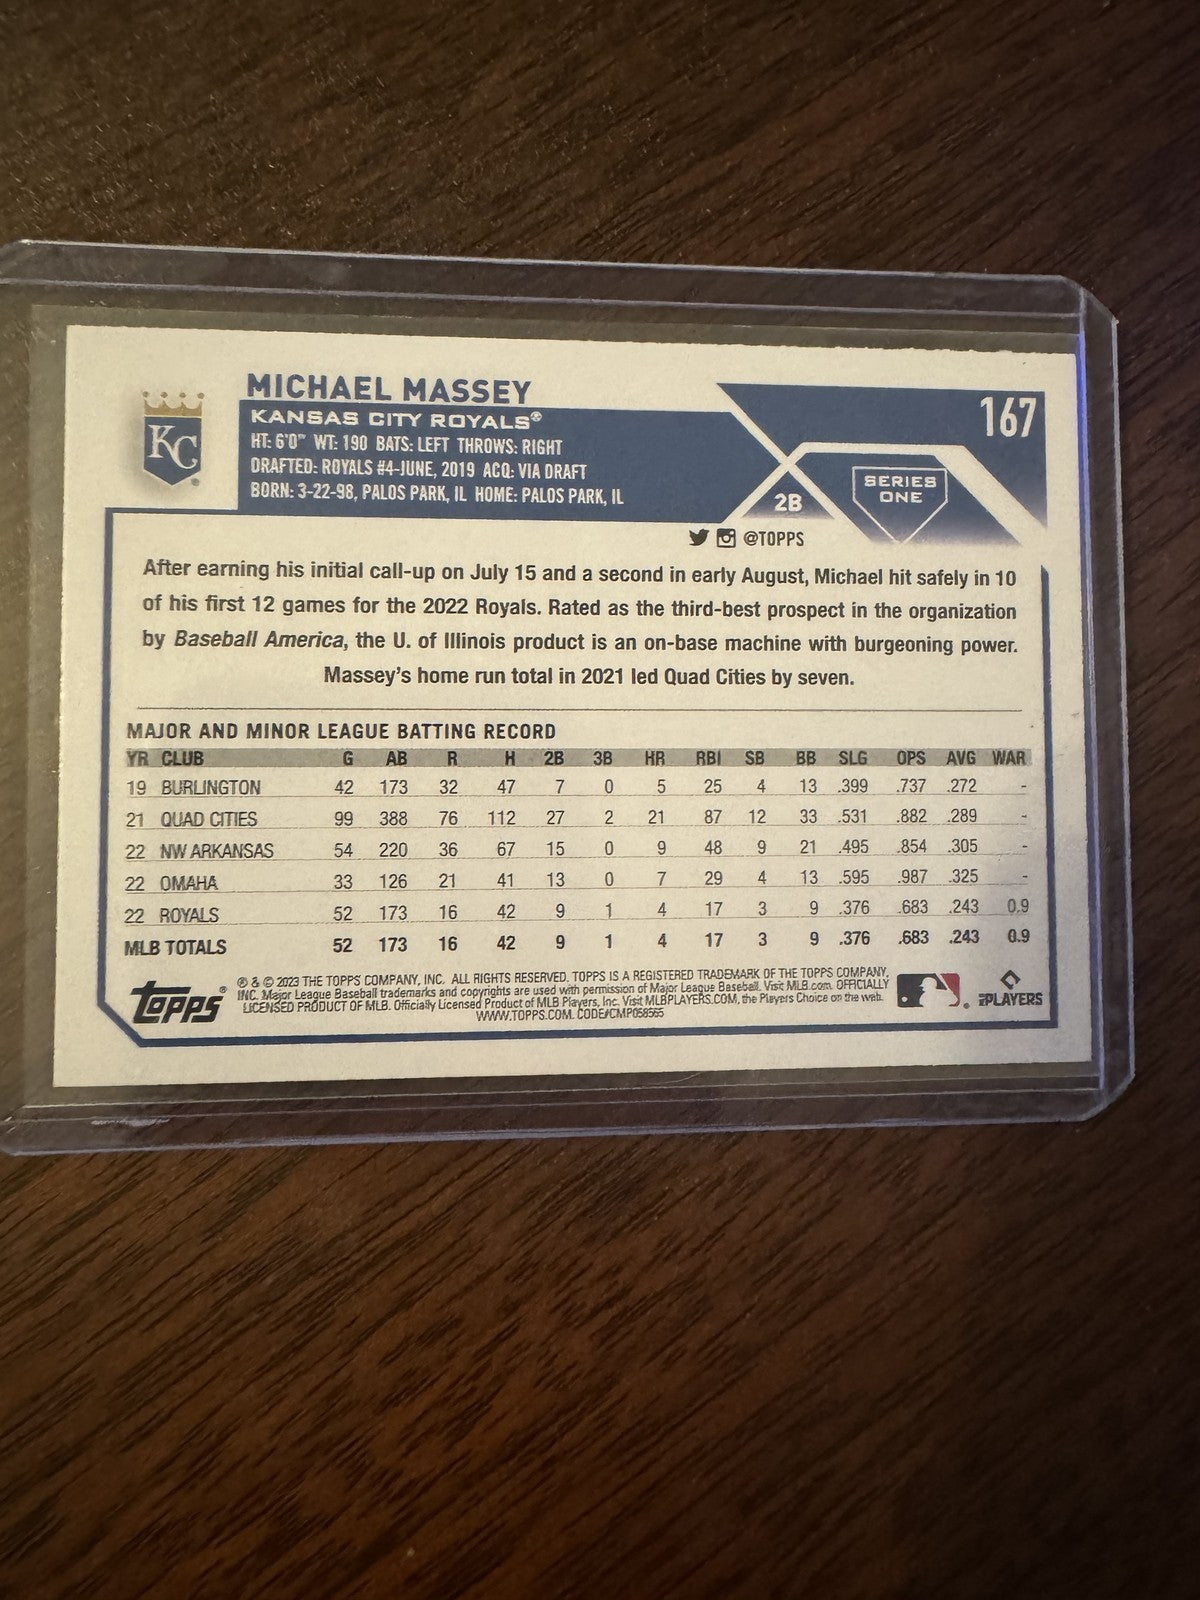 MICHAEL MASSEY
167
KC
KANSAS CITY ROYALS®
HT: 6'0" WT: 190 BATS: LEFT THROWS: RIGHT
DRAFTED: ROYALS #4-JUNE, 2019 ACQ: VIA DRAFT
BORN: 3-22-98, PALOS PARK, IL HOME: PALOS PARK, IL
2B
SERIES
ONE
@TOPPS
After earning his initial call-up on July 15 and a second in early August, Michael hit safely in 10
of his first 12 games for the 2022 Royals. Rated as the third-best prospect in the organization
by Baseball America, the U. of Illinois product is an on-base machine with burgeoning power.
Massey's home run total in 2021 led Quad Cities by seven.
MAJOR AND MINOR LEAGUE BATTING RECORD
YR CLUB G AB R H 2B 3B HR RBI SB BB SLG OPS AVG WAR
19 BURLINGTON 42 173 32 47 7 0 5 25 4 13 .399 .737 .272 -
21 QUAD CITIES 99 388 76 112 27 2 21 87 12 33 .531 .882 .289 -
22 NW ARKANSAS 54 220 36 67 15 0 9 48 9 21 .495 .854 .305 -
22 OMAHA 33 126 21 41 13 0 7 29 4 13 .595 .987 .325 -
22 ROYALS 52 173 16 42 9 1 4 17 3 9 .376 .683 .243 0.9
MLB TOTALS 52 173 16 42 9 1 4 17 3 9 .376 .683 .243 0.9
TOPPS®
® & © 2023 THE TOPPS COMPANY, INC. ALL RIGHTS RESERVED. TOPPS IS A REGISTERED TRADEMARK OF THE TOPPS COMPANY,
INC. Major League Baseball trademarks and copyrights are used with permission of Major League Baseball. Visit MLB.com. OFFICIALLY
LICENSED PRODUCT OF MLB. Officially Licensed Product of MLB Players, Inc. Visit MLBPLAYERS.COM, the Players Choice on the web.
WWW.TOPPS.COM. CODE#CMP058565
MLBPLAYERS